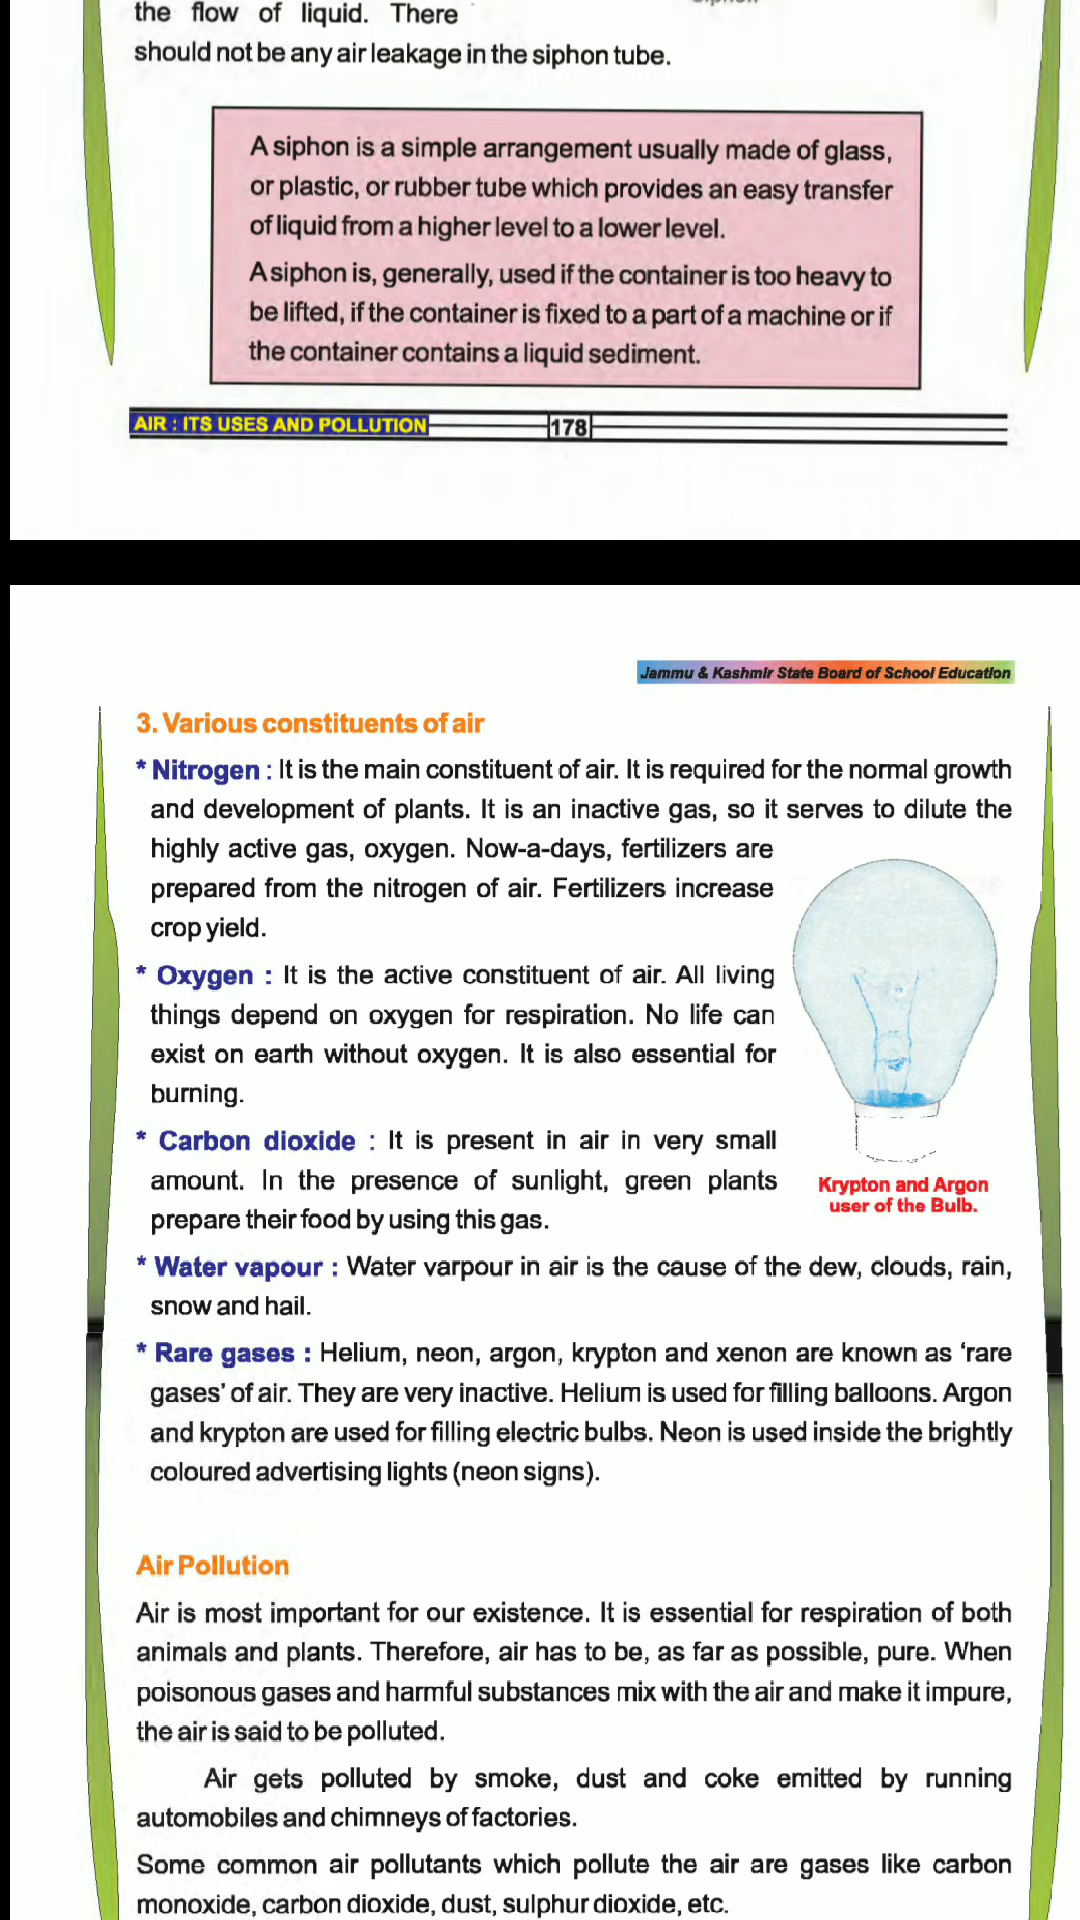 the flow of liquid. There
should not be any air leakage in the siphon tube.
A siphon is a simple arrangement usually made of glass,
or plastic, or rubber tube which provides an easy transfer
of liquid from a higher level to a lower level.
A siphon is, generally, used if the container is too heavy to
be lifted, if the container is fixed to a part of a machine or if
the container contains a liquid sediment.
AIR : ITS USES AND POLLUTION 178
Jammu & Kashmir State Board of School Education
3. Various constituents of air
* Nitrogen : It is the main constituent of air. It is required for the normal growth
and development of plants. It is an inactive gas, so it serves to dilute the
highly active gas, oxygen. Now-a-days, fertilizers are
prepared from the nitrogen of air. Fertilizers increase
crop yield.
* Oxygen : It is the active constituent of air. All living
things depend on oxygen for respiration. No life can
exist on earth without oxygen. It is also essential for
burning.
* Carbon dioxide : It is present in air in very small
amount. In the presence of sunlight, green plants
prepare their food by using this gas.
Krypton and Argon
user of the Bulb.
* Water vapour : Water varpour in air is the cause of the dew, clouds, rain,
snow and hail.
* Rare gases : Helium, neon, argon, krypton and xenon are known as ‘rare
gases’ of air. They are very inactive. Helium is used for filling balloons. Argon
and krypton are used for filling electric bulbs. Neon is used inside the brightly
coloured advertising lights (neon signs).
Air Pollution
Air is most important for our existence. It is essential for respiration of both
animals and plants. Therefore, air has to be, as far as possible, pure. When
poisonous gases and harmful substances mix with the air and make it impure,
the air is said to be polluted.
Air gets polluted by smoke, dust and coke emitted by running
automobiles and chimneys of factories.
Some common air pollutants which pollute the air are gases like carbon
monoxide, carbon dioxide, dust, sulphur dioxide, etc.